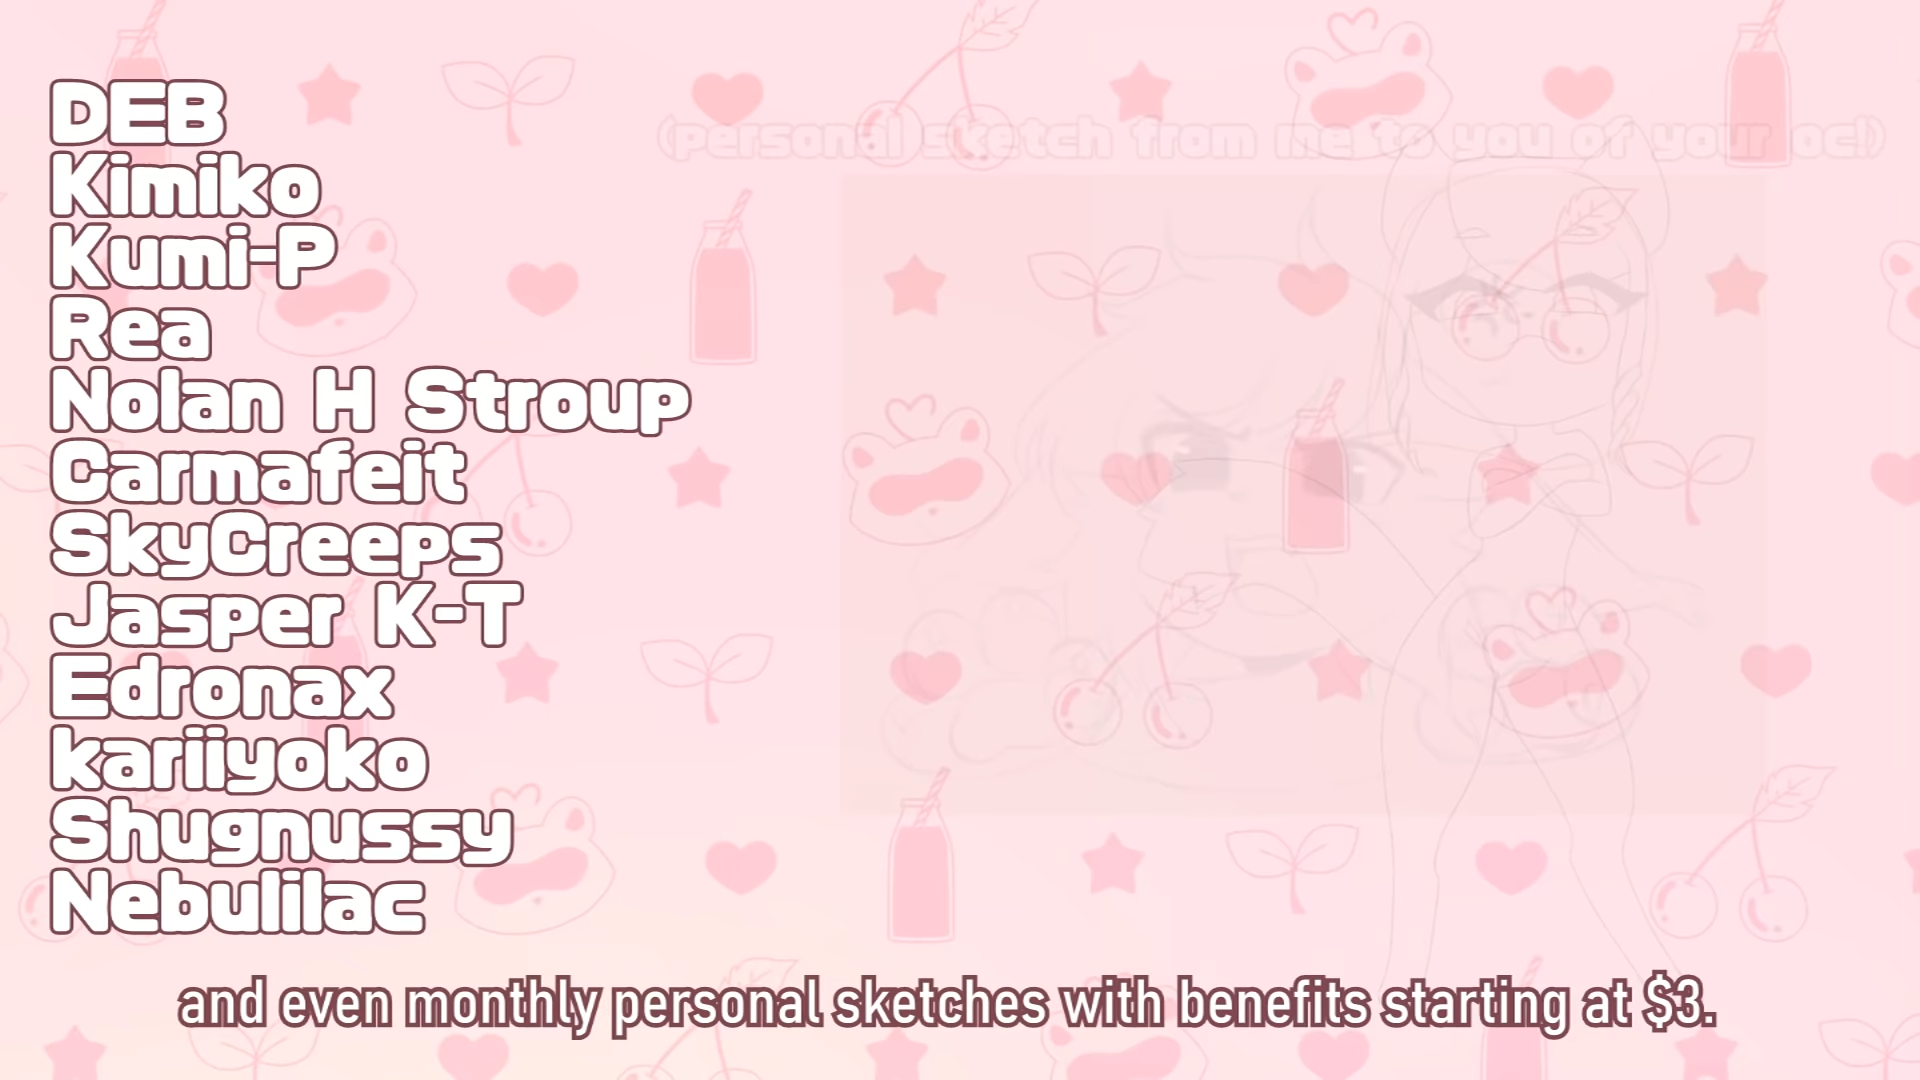 DEB
Kimiko
Kumi-P
Rea
Nolan H Stroup
Carmafeit
SkyCreeps
Jasper K-T
Edronax
kariiyoko
Shugnussy
Nebulilac
(personal sketch from me to you of your oc!)
and even monthly personal sketches with benefits starting at $3.